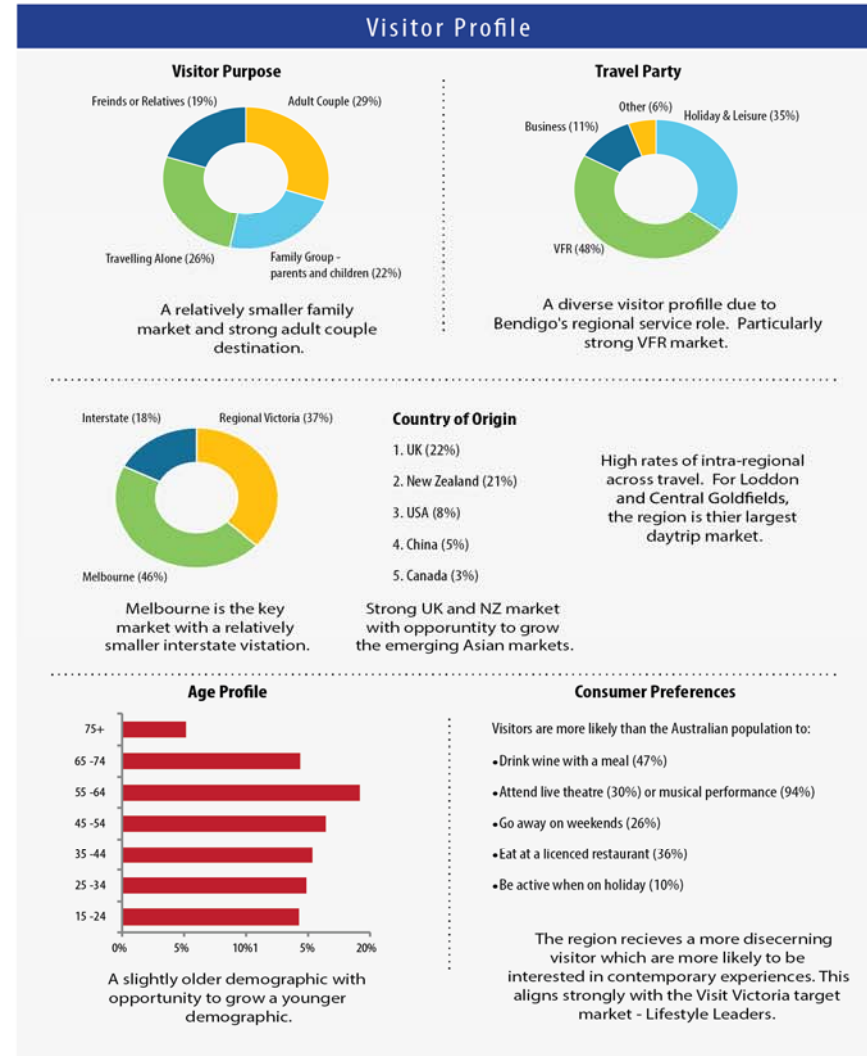 Visitor Profile
Visitor Purpose
Freinds or Relatives (19%)
Adult Couple (29%)
Travelling Alone (26%)
Family Group -
parents and children (22%)
A relatively smaller family
market and strong adult couple
destination.
Travel Party
Other (6%)
Business (11%)
Holiday & Leisure (35%)
VFR (48%)
A diverse visitor profille due to
Bendigo's regional service role. Particularly
strong VFR market.
Interstate (18%)
Regional Victoria (37%)
Melbourne (46%)
Melbourne is the key
market with a relatively
smaller interstate vistation.
Country of Origin
1. UK (22%)
2. New Zealand (21%)
3. USA (8%)
4. China (5%)
5. Canada (3%)
Strong UK and NZ market
with opporuntity to grow
the emerging Asian markets.
High rates of intra-regional
across travel. For Loddon
and Central Goldfields,
the region is thier largest
daytrip market.
Age Profile
75+
65 -74
55 -64
45 -54
35 -44
25 -34
15 -24
0% 5% 10%1 5% 20%
A slightly older demographic with
opportunity to grow a younger
demographic.
Consumer Preferences
Visitors are more likely than the Australian population to:
•Drink wine with a meal (47%)
•Attend live theatre (30%) or musical performance (94%)
•Go away on weekends (26%)
•Eat at a licenced restaurant (36%)
•Be active when on holiday (10%)
The region recieves a more disecerning
visitor which are more likely to be
interested in contemporary experiences. This
aligns strongly with the Visit Victoria target
market - Lifestyle Leaders.